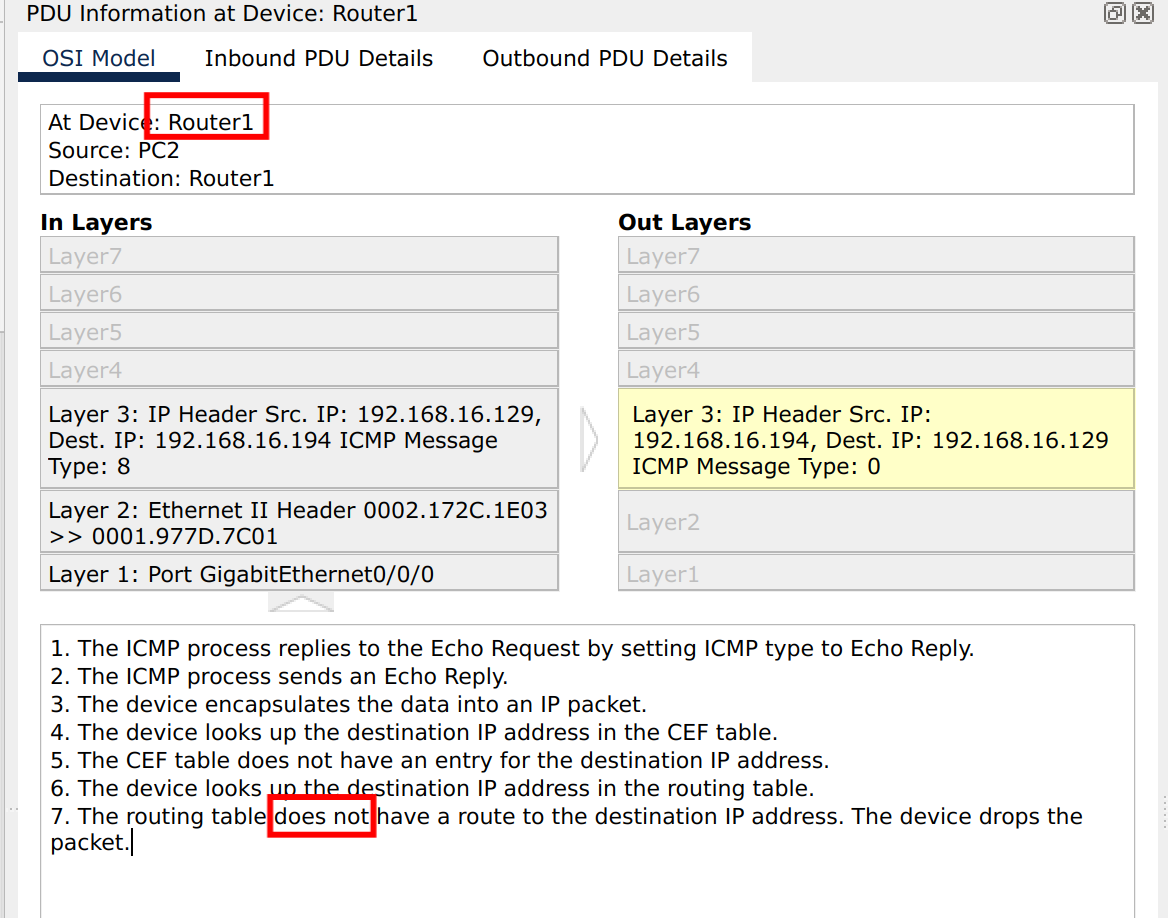 PDU Information at Device: Router1
OSI Model Inbound PDU Details Outbound PDU Details
At Device: Router1
Source: PC2
Destination: Router1
In Layers
Layer7
Layer6
Layer5
Layer4
Layer 3: IP Header Src. IP: 192.168.16.129,
Dest. IP: 192.168.16.194 ICMP Message
Type: 8
Layer 2: Ethernet II Header 0002.172C.1E03
>> 0001.977D.7C01
Layer 1: Port GigabitEthernet0/0/0
Out Layers
Layer7
Layer6
Layer5
Layer4
Layer 3: IP Header Src. IP:
192.168.16.194, Dest. IP: 192.168.16.129
ICMP Message Type: 0
Layer2
Layer1
1. The ICMP process replies to the Echo Request by setting ICMP type to Echo Reply.
2. The ICMP process sends an Echo Reply.
3. The device encapsulates the data into an IP packet.
4. The device looks up the destination IP address in the CEF table.
5. The CEF table does not have an entry for the destination IP address.
6. The device looks up the destination IP address in the routing table.
7. The routing table does not have a route to the destination IP address. The device drops the
packet.